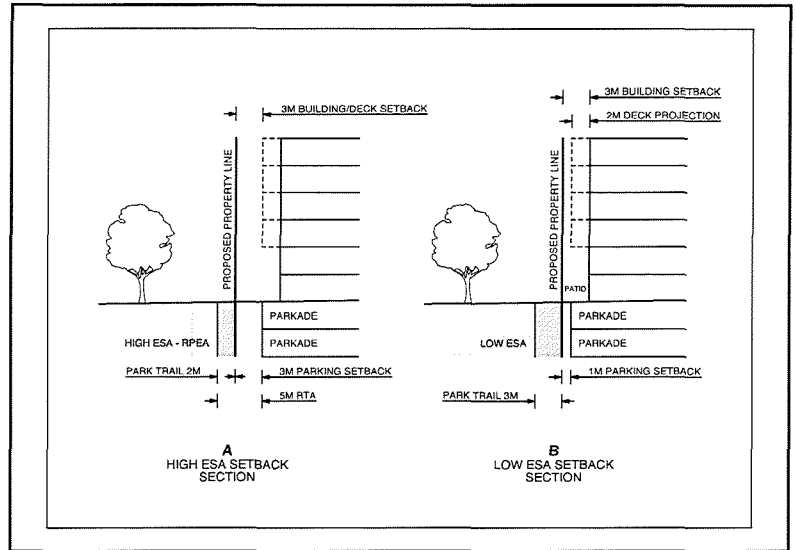 3M BUILDING/DECK SETBACK
PROPOSED PROPERTY LINE
PARKADE
HIGH ESA - RPEA
PARKADE
PARK TRAIL 2M
3M PARKING SETBACK
5M RTA
A
HIGH ESA SETBACK
SECTION
3M BUILDING SETBACK
2M DECK PROJECTION
PROPOSED PROPERTY LINE
PATIO
PARKADE
LOW ESA
PARKADE
1M PARKING SETBACK
PARK TRAIL 3M
B
LOW ESA SETBACK
SECTION